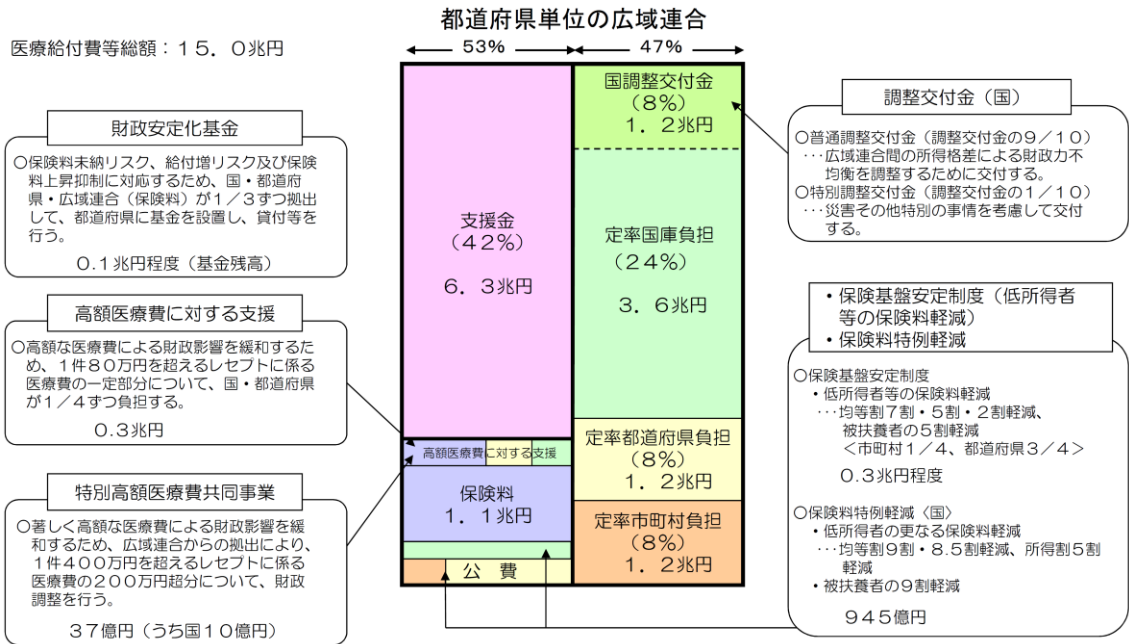 都道府県単位の広域連合
医療給付費等総額：１５．０兆円
53%
47%
財政安定化基金
○保険料未納リスク、給付増リスク及び保険
料上昇抑制に対応するため、国・都道府
県・広域連合（保険料）が１／３ずつ拠出
して、都道府県に基金を設置し、貸付等を
行う。
０.１兆円程度（基金残高）
高額医療費に対する支援
○高額な医療費による財政影響を緩和するた
め、１件８０万円を超えるレセプトに係る
医療費の一定部分について、国・都道府県
が１／４ずつ負担する。
０.３兆円
特別高額医療費共同事業
○著しく高額な医療費による財政影響を緩
和するため、広域連合からの拠出により、
１件４００万円を超えるレセプトに係る
医療費の２００万円超分について、財政
調整を行う。
３７億円（うち国１０億円）
支援金
（４２％）
６．３兆円
高額医療費に対する支援
保険料
１．１兆円
公　費
国調整交付金
（８％）
１．２兆円
定率国庫負担
（２４％）
３．６兆円
定率都道府県負担
（８％）
１．２兆円
定率市町村負担
（８％）
１．２兆円
調整交付金（国）
○普通調整交付金（調整交付金の９／１０）
･･･広域連合間の所得格差による財政力不
均衡を調整するために交付する。
○特別調整交付金（調整交付金の１／１０）
･･･災害その他特別の事情を考慮して交付
する。
・保険基盤安定制度（低所得者
等の保険料軽減）
・保険料特例軽減
○保険基盤安定制度
・低所得者等の保険料軽減
･･･均等割７割・５割・２割軽減、
被扶養者の５割軽減
＜市町村１／４、都道府県３／４＞
０.３兆円程度
○保険料特例軽減〈国〉
・低所得者の更なる保険料軽減
･･･均等割９割・８.５割軽減、所得割５割
軽減
・被扶養者の９割軽減
９４５億円